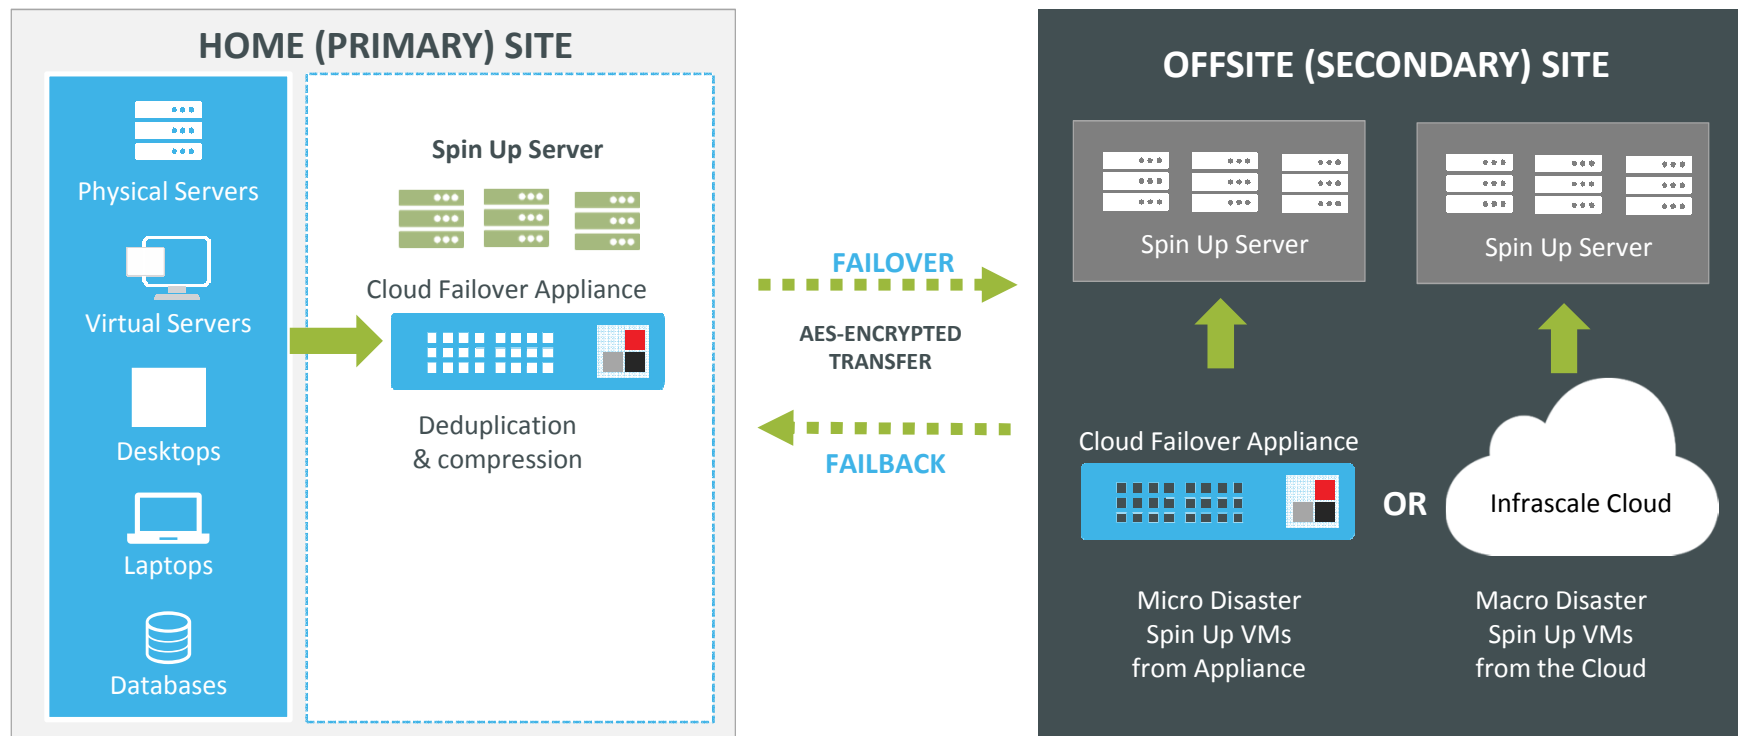 HOME (PRIMARY) SITE
Physical Servers
Virtual Servers
Desktops
Laptops
Databases
Spin Up Server
Cloud Failover Appliance
Deduplication
& compression
FAILOVER
AES-ENCRYPTED
TRANSFER
FAILBACK
OFFSITE (SECONDARY) SITE
Spin Up Server
Spin Up Server
Cloud Failover Appliance
OR
Infrascale Cloud
Micro Disaster
Spin Up VMs
from Appliance
Macro Disaster
Spin Up VMs
from the Cloud